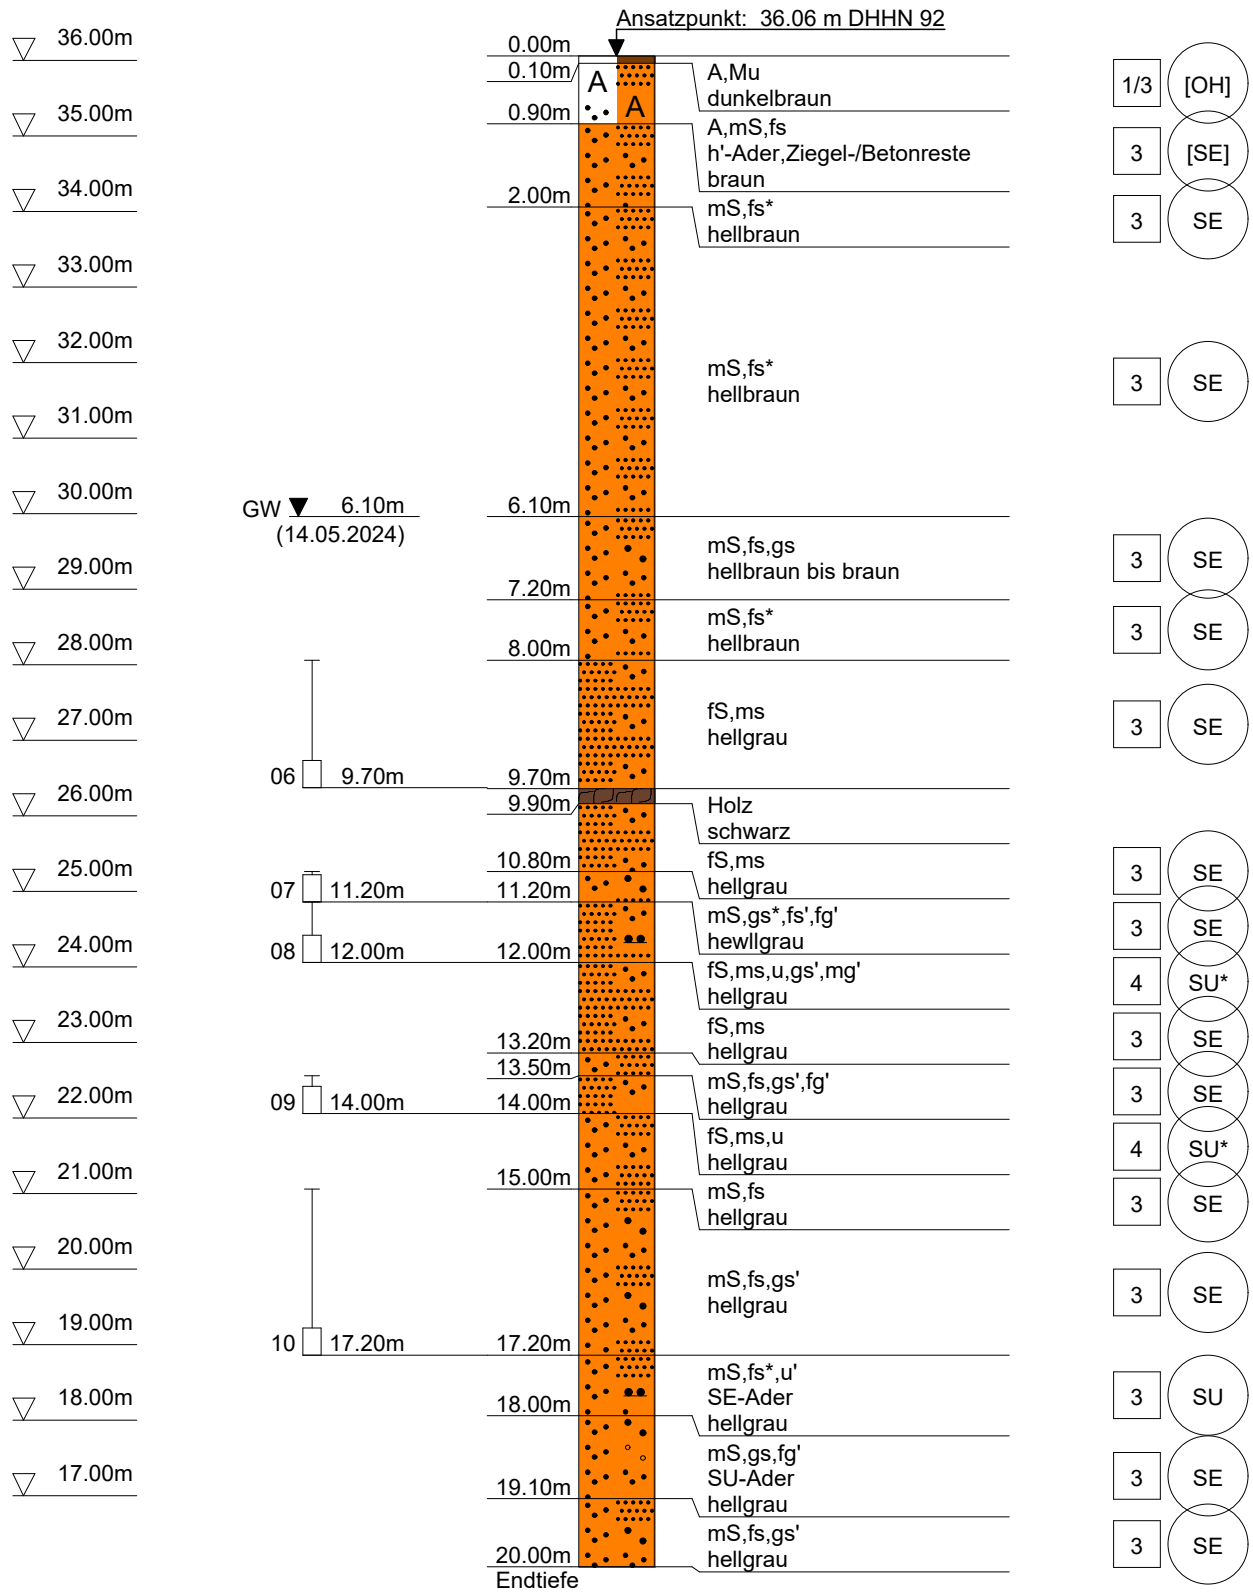 Ansatzpunkt: 36.06 m DHHN 92
36.00m
35.00m
34.00m
33.00m
32.00m
31.00m
30.00m
29.00m
28.00m
27.00m
26.00m
25.00m
24.00m
23.00m
22.00m
21.00m
20.00m
19.00m
18.00m
17.00m
GW 6.10m
(14.05.2024)
06 9.70m
07 11.20m
08 12.00m
09 14.00m
10 17.20m
0.00m
0.10m
0.90m
2.00m
6.10m
7.20m
8.00m
9.70m
9.90m
10.80m
11.20m
12.00m
13.20m
13.50m
14.00m
15.00m
17.20m
18.00m
19.10m
20.00m
Endtiefe
A
A
A,Mu
dunkelbraun
A,mS,fs
h'-Ader,Ziegel-/Betonreste
braun
mS,fs*
hellbraun
mS,fs*
hellbraun
mS,fs,gs
hellbraun bis braun
mS,fs*
hellbraun
fS,ms
hellgrau
Holz
schwarz
fS,ms
hellgrau
mS,gs*,fs',fg'
hewllgrau
fS,ms,u,gs',mg'
hellgrau
fS,ms
hellgrau
mS,fs,gs',fg'
hellgrau
fS,ms,u
hellgrau
mS,fs
hellgrau
mS,fs,gs'
hellgrau
mS,fs*,u'
SE-Ader
hellgrau
mS,gs,fg'
SU-Ader
hellgrau
mS,fs,gs'
hellgrau
1/3 [OH]
3 [SE]
3 SE
3 SE
3 SE
3 SE
3 SE
3 SE
3 SE
4 SU*
3 SE
3 SE
4 SU*
3 SE
3 SE
3 SU
3 SE
3 SE